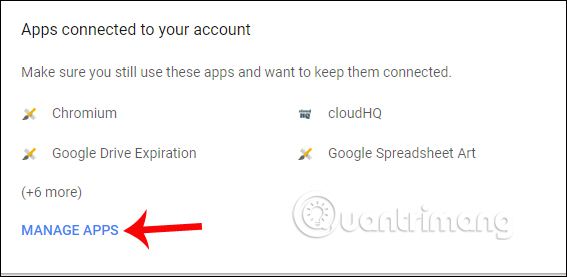 Apps connected to your account
Make sure you still use these apps and want to keep them connected.
Chromium
HQ cloudHQ
Google Drive Expiration
Google Spreadsheet Art
(+6 more)
MANAGE APPS
Quantrimang